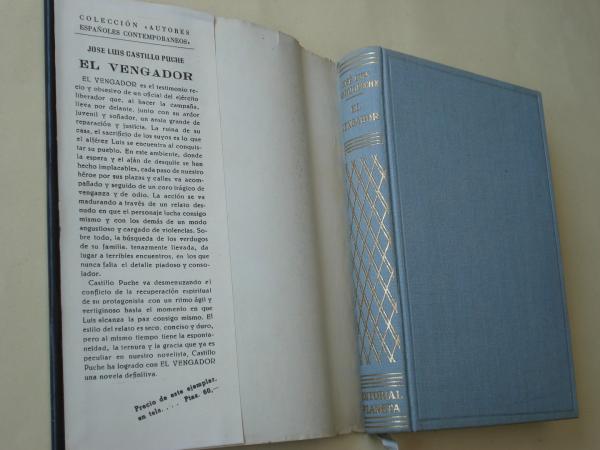 COLECCIÓN «AUTORES
ESPAÑOLES CONTEMPORANEOS»
JOSE LUIS CASTILLO PUCHE
EL VENGADOR
EL VENGADOR es el testimonio re-
cio y obsesivo de un oficial del ejército
liberador que, al hacer la campaña,
lleva por delante, junto con su ardor
juvenil y soñador, un ansia grande de
reparación y justicia. La ruina de su
casa, el sacrificio de los suyos es lo que
el alférez Luis se encuentra al conquis-
tar su pueblo. En este ambiente, donde
la espera y el afán de desquite se han
hecho implacables, cada paso de nuestro
héroe por sus plazas y calles va acom-
pañado y seguido de un coro trágico de
venganza y de odio. La acción se va
madurando a través de un relato des-
nudo en que el personaje lucha consigo
mismo y con los demás de un modo
angustioso y cargado de violencias. So-
bre todo, la búsqueda de los verdugos
de su familia, tenazmente llevada, da
lugar a terribles encuentros, en los que
nunca falta el detalle piadoso y conso-
lador.
Castillo Puche va desmenuzando el
conflicto de la recuperación espiritual
de su protagonista con un ritmo ágil y
vertiginoso hasta el momento en que
Luis alcanza la paz consigo mismo. El
estilo del relato es seco, conciso y duro,
pero al mismo tiempo tiene la esponta-
neidad, la ternura y la gracia que ya es
peculiar en nuestro novelista. Castillo
Puche ha logrado con EL VENGADOR
una novela definitiva.
Precio de este ejemplar,
en tela. . . . Ptas. 60,—
EL
PLANETA